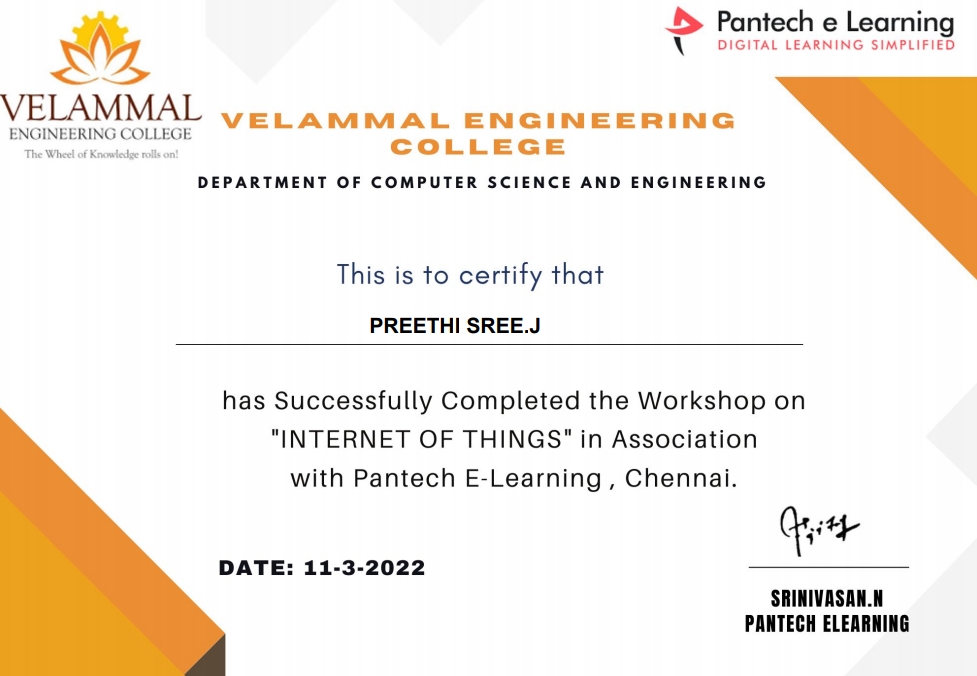 Pantech e Learning
DIGITAL LEARNING SIMPLIFIED
VELAMMAL
ENGINEERING COLLEGE
The Wheel of Knowledge rolls on!
VELAMMAL ENGINEERING
COLLEGE
DEPARTMENT OF COMPUTER SCIENCE AND ENGINEERING
This is to certify that
PREETHI SREE.J
has Successfully Completed the Workshop on
"INTERNET OF THINGS" in Association
with Pantech E-Learning , Chennai.
DATE: 11-3-2022
SRINIVASAN.N
PANTECH ELEARNING